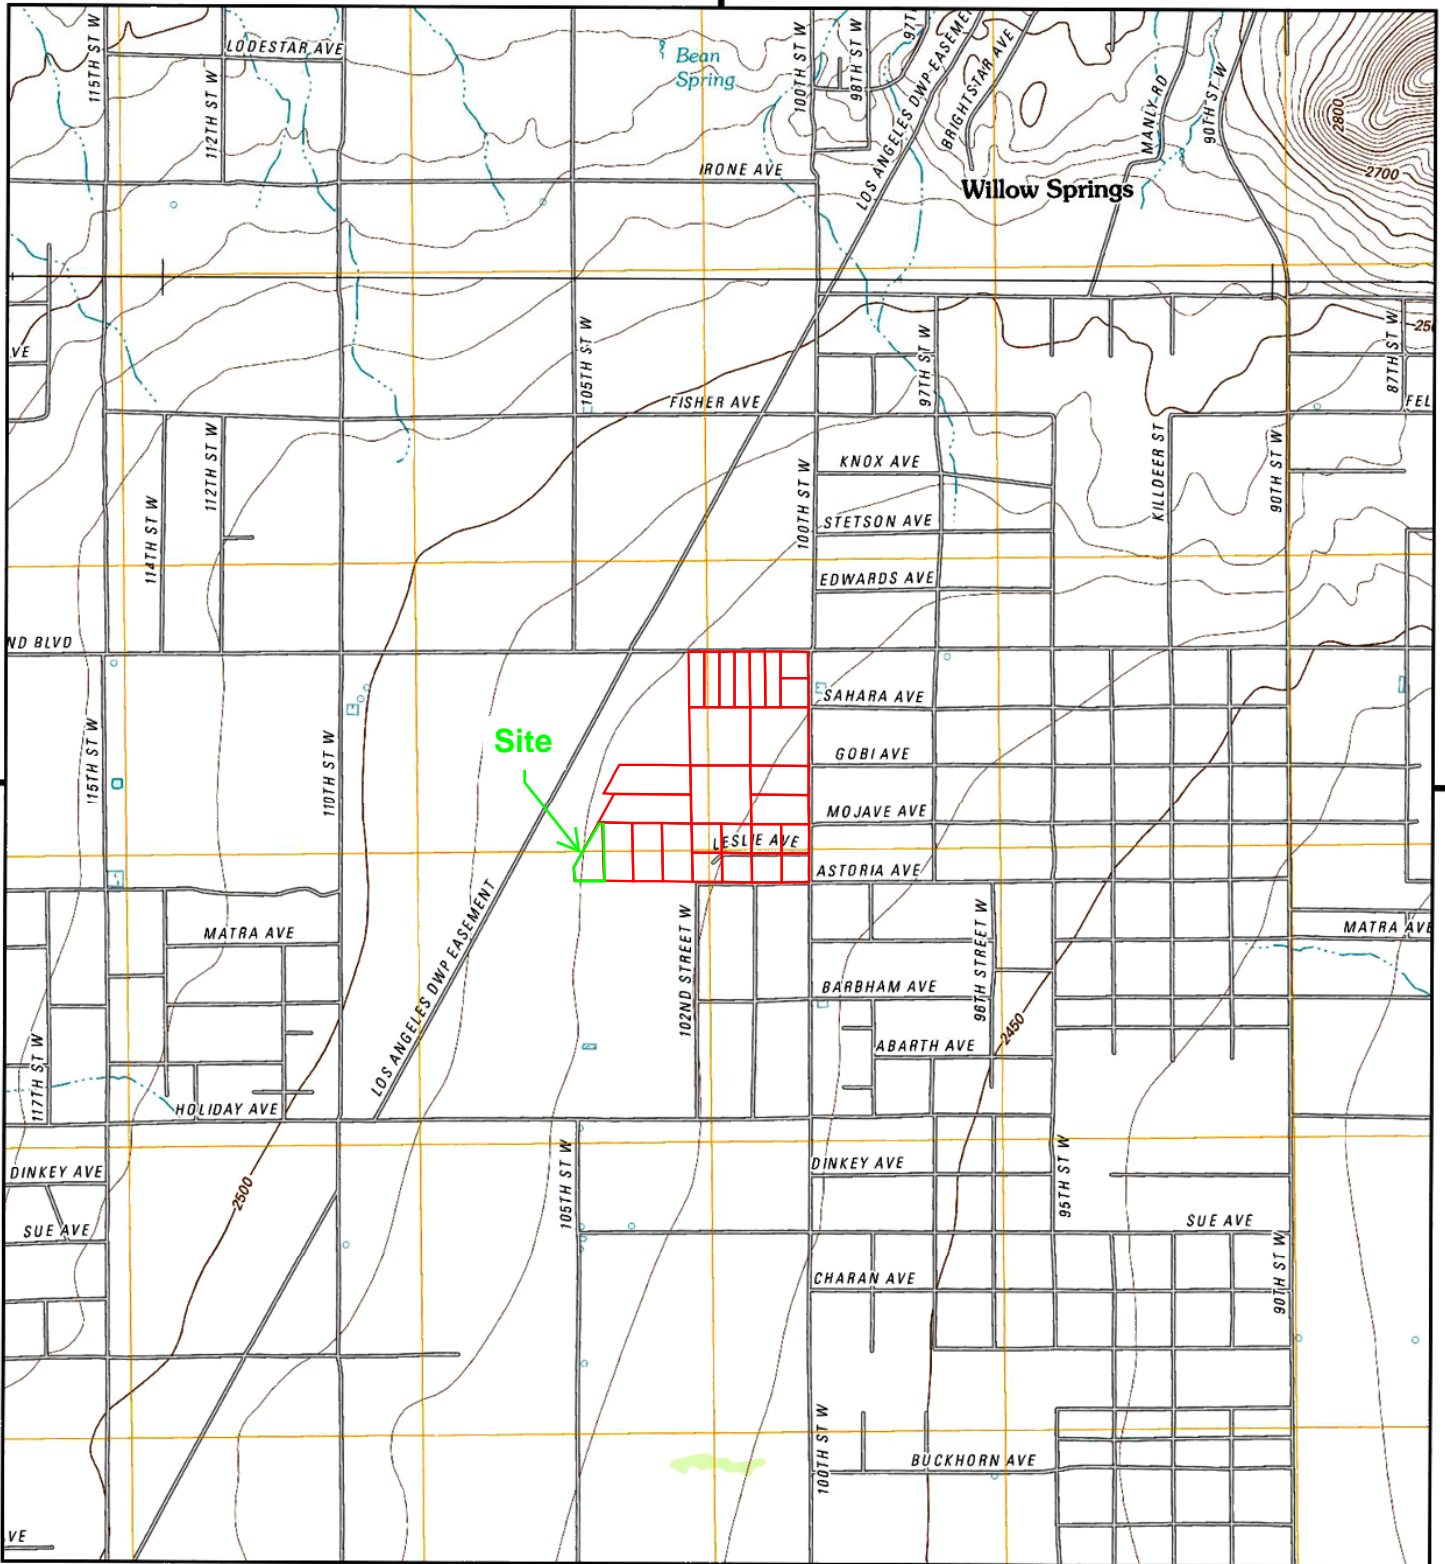 115TH ST W
LODESTAR AVE
112TH ST W
Bean
Spring
100TH ST W
98TH ST W
97T
LOS ANGELES DWP EASEMENT
BRIGHTSTAR AVE
MANLY RD
90TH ST W
2800
2700
IRONE AVE
Willow Springs
VE
105TH ST W
97TH ST W
87TH ST W
250
FISHER AVE
FEL
112TH ST W
114TH ST W
100TH ST W
KNOX AVE
STETSON AVE
EDWARDS AVE
KILLDEER ST
90TH ST W
ND BLVD
115TH ST W
110TH ST W
Site
SAHARA AVE
GOBI AVE
MOJAVE AVE
LESLIE AVE
ASTORIA AVE
MATRA AVE
LOS ANGELES DWP EASEMENT
102ND STREET W
96TH STREET W
MATRA AVE
BARBHAM AVE
ABARTH AVE
2450
117TH ST W
HOLIDAY AVE
DINKEY AVE
2500
SUE AVE
105TH ST W
DINKEY AVE
95TH ST W
SUE AVE
90TH ST W
CHARAN AVE
100TH ST W
BUCKHORN AVE
VE